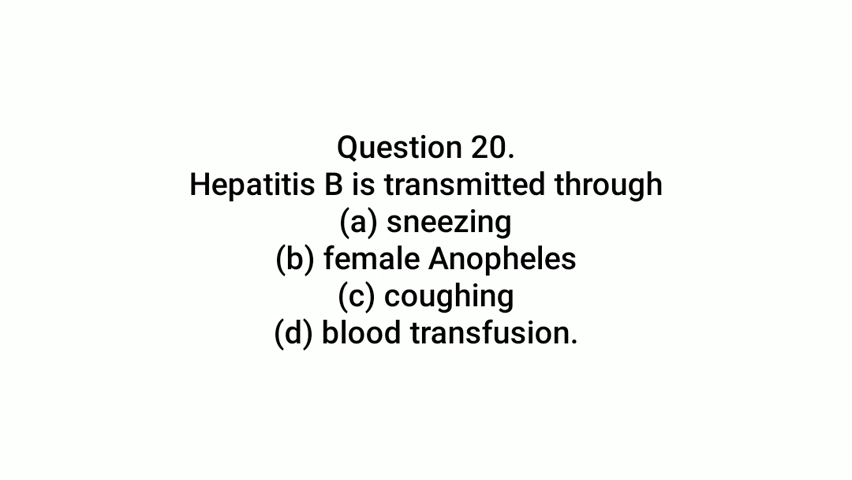 Question 20.
Hepatitis B is transmitted through
(a) sneezing
(b) female Anopheles
(c) coughing
(d) blood transfusion.